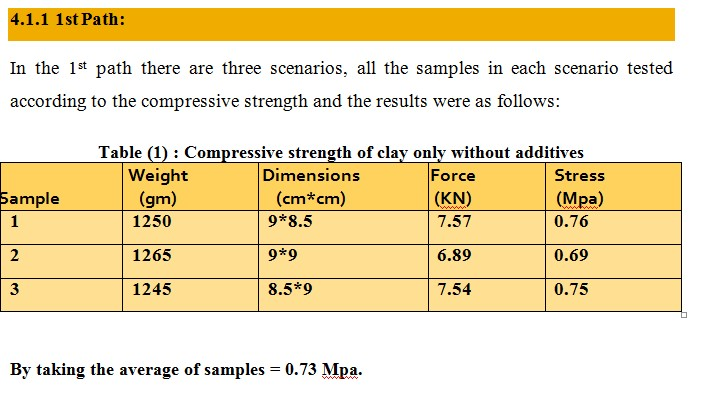 4.1.1 1st Path:
In the 1st path there are three scenarios, all the samples in each scenario tested
according to the compressive strength and the results were as follows:
Table (1) : Compressive strength of clay only without additives
Sample Weight (gm) Dimensions (cm*cm) Force (KN) Stress (Mpa)
1 1250 9*8.5 7.57 0.76
2 1265 9*9 6.89 0.69
3 1245 8.5*9 7.54 0.75
By taking the average of samples = 0.73 Mpa.